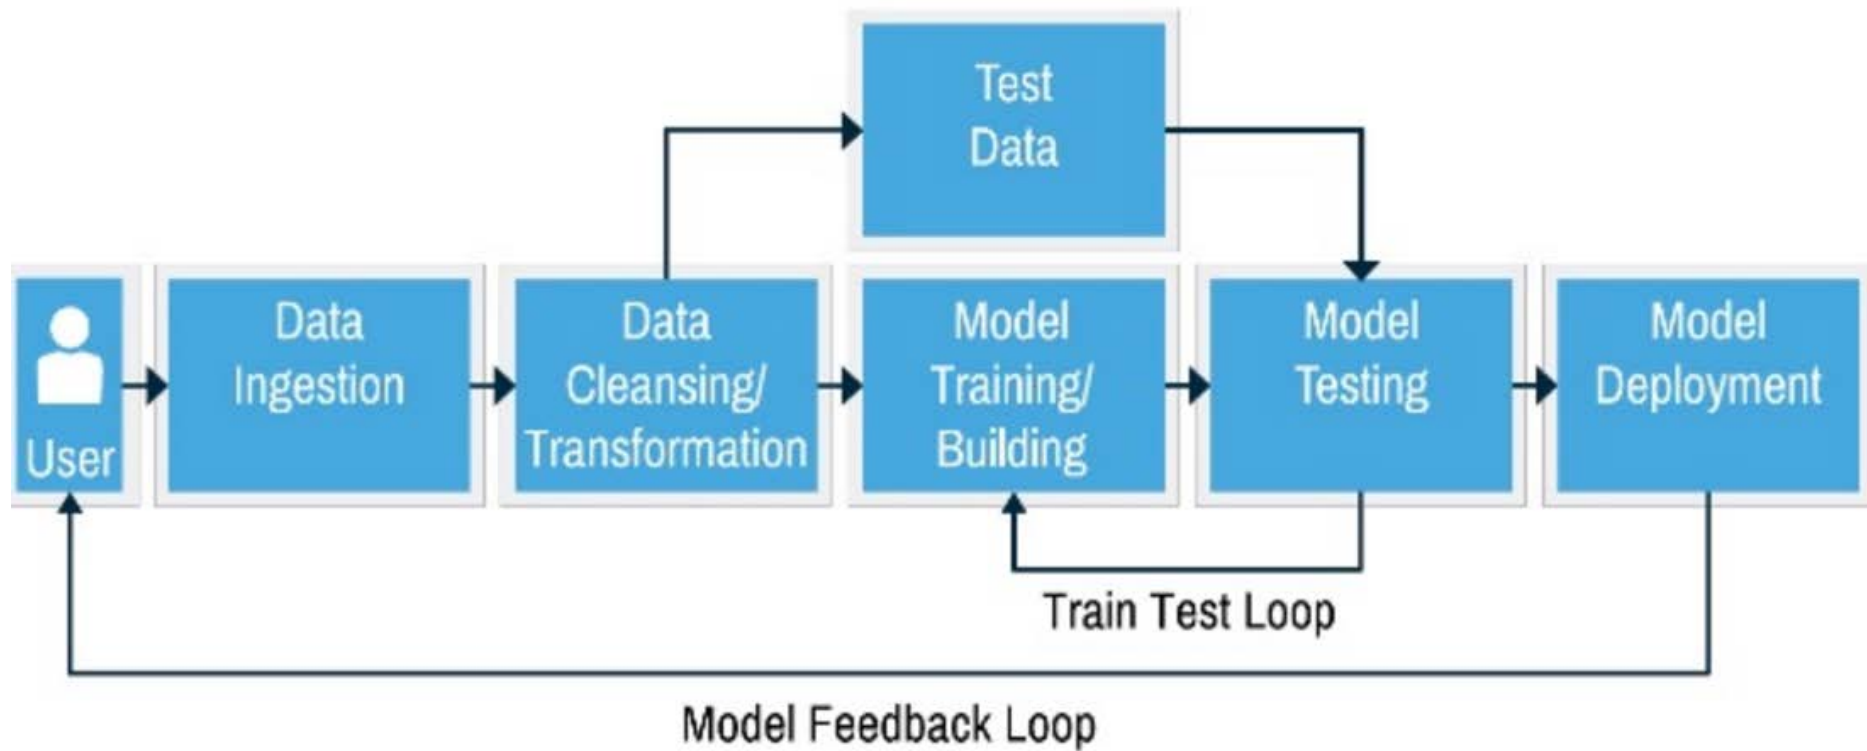 Test
Data
User
Data
Ingestion
Data
Cleansing/
Transformation
Model
Training/
Building
Model
Testing
Model
Deployment
Train Test Loop
Model Feedback Loop